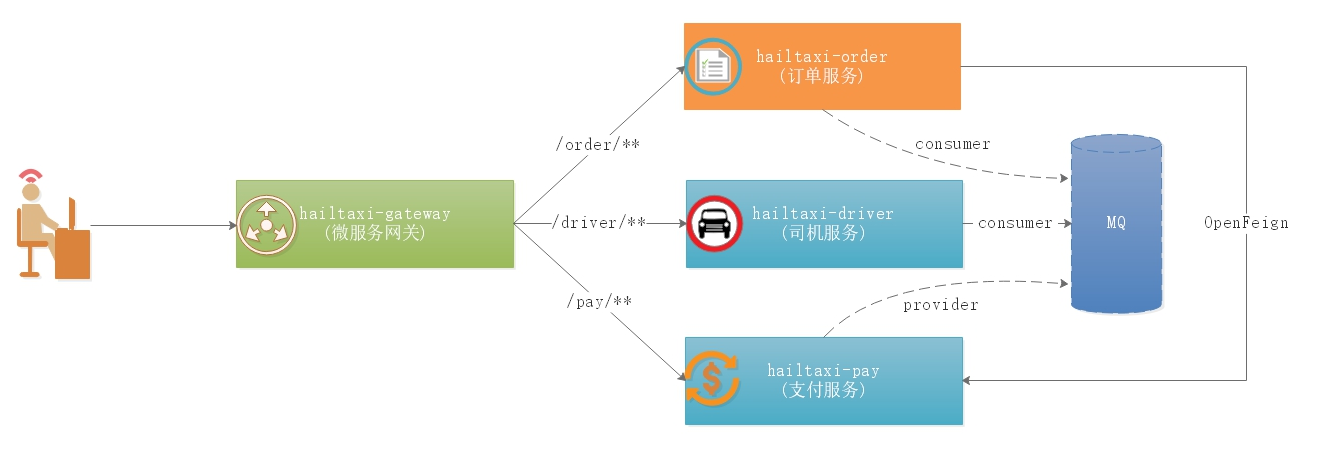 hailtaxi-order
(订单服务)
/order/**
consumer
hailtaxi-gateway
(微服务网关)
/driver/**
hailtaxi-driver
(司机服务)
consumer
MQ
OpenFeign
/pay/**
provider
hailtaxi-pay
(支付服务)